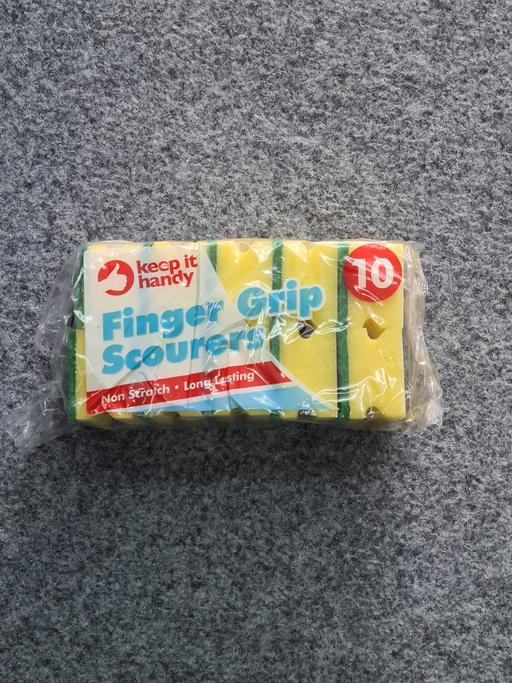 keep it
handy
10
Finger Grip
Scourers
Non Scratch • Long Lasting